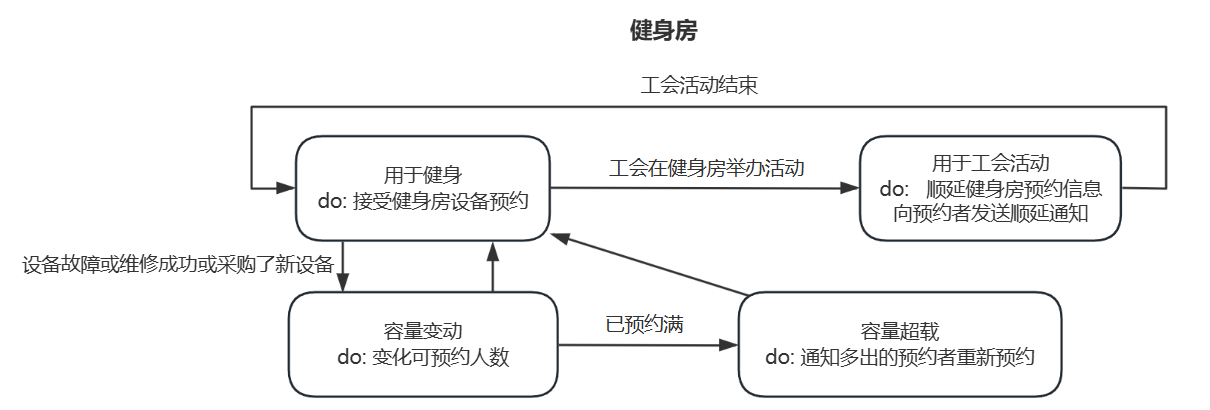 健身房
工会活动结束
用于健身
do: 接受健身房设备预约
工会在健身房举办活动
用于工会活动
do: 顺延健身房预约信息
向预约者发送顺延通知
设备故障或维修成功或采购了新设备
容量变动
do: 变化可预约人数
已预约满
容量超载
do: 通知多出的预约者重新预约